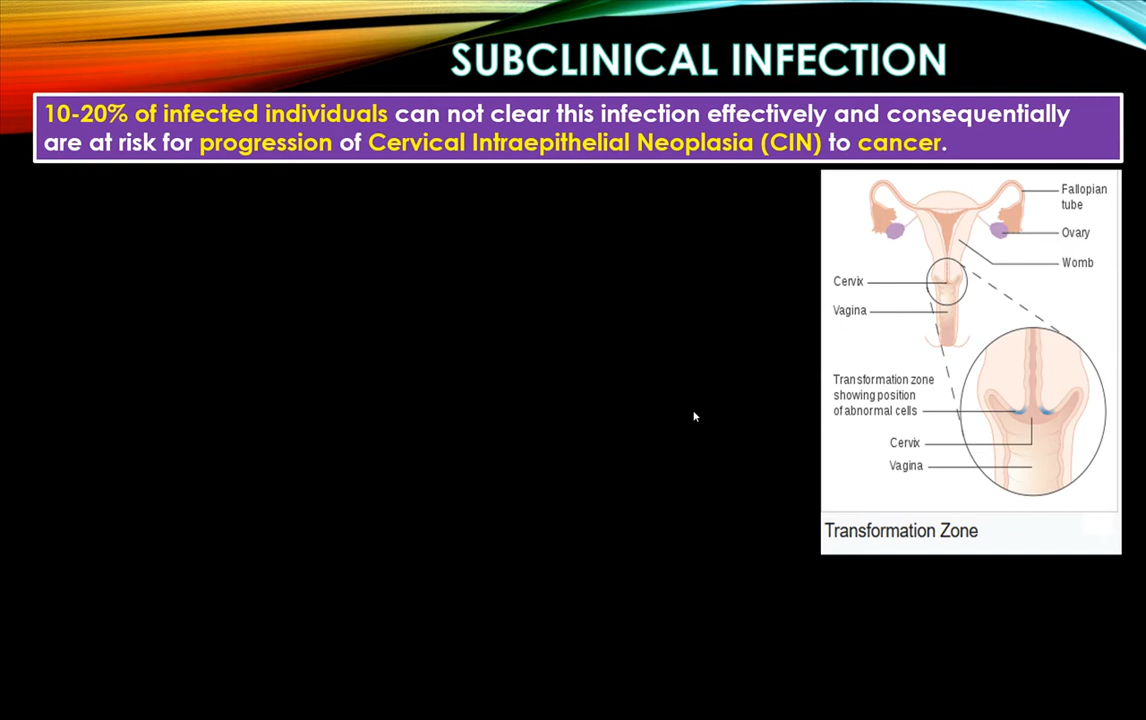 SUBCLINICAL INFECTION
10-20% of infected individuals can not clear this infection effectively and consequentially
are at risk for progression of Cervical Intraepithelial Neoplasia (CIN) to cancer.
Fallopian
tube
Ovary
Womb
Cervix
Vagina
Transformation zone
showing position
of abnormal cells
Cervix
Vagina
Transformation Zone